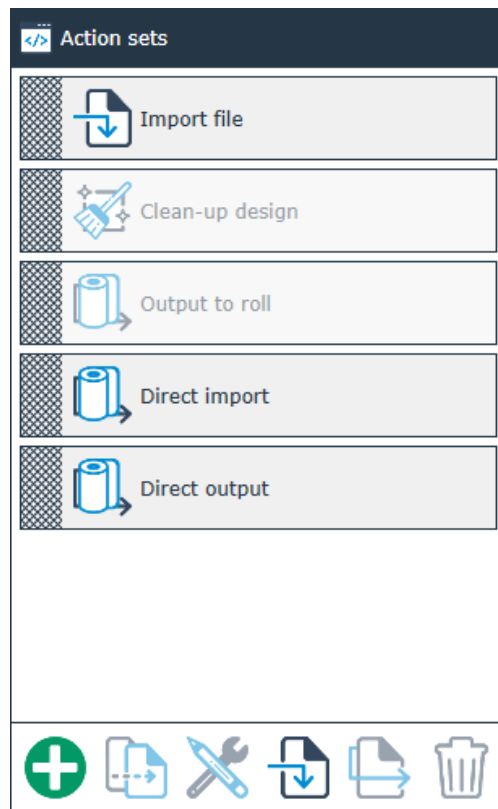 Action sets
Import file
Clean-up design
Output to roll
Direct import
Direct output